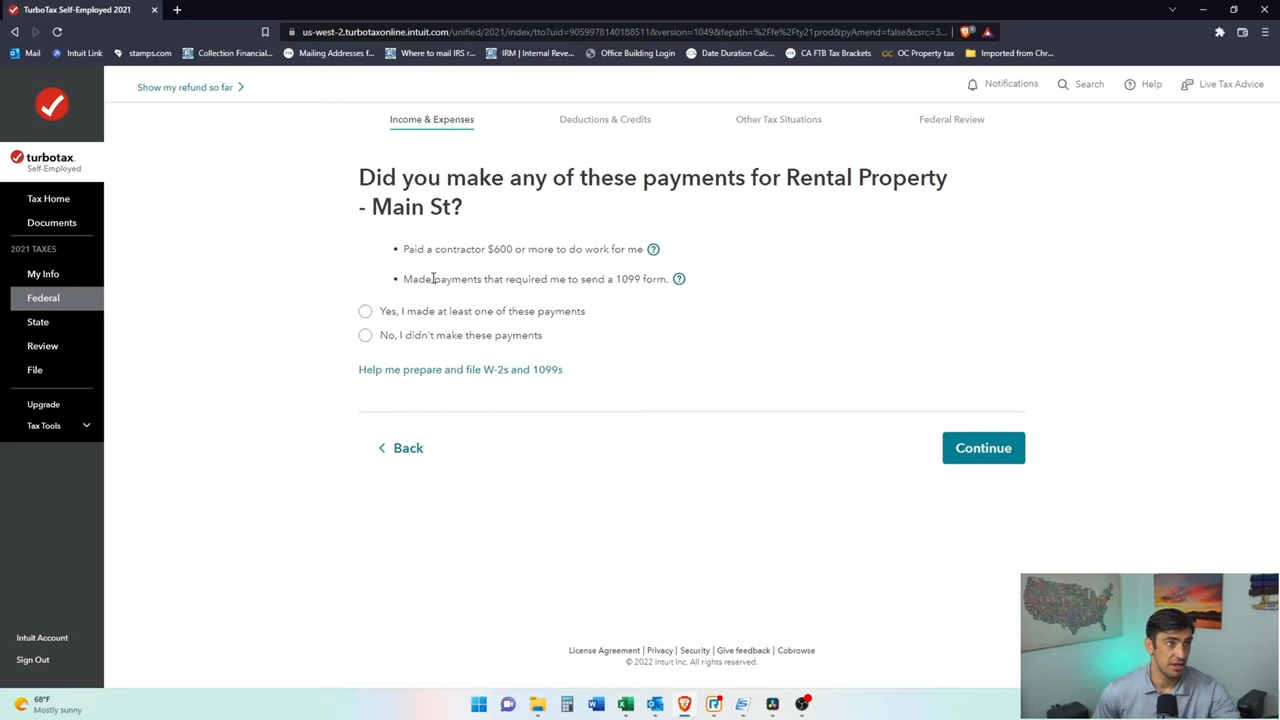 TurboTax Self-Employed 2021
us-west-2.turbotaxonline.intuit.com/unified/2021/index/tto?uid=9059978140188511&version=1049&fepath=%2Ffe%2Fty21prod&pyAmend=false&csrc=3...
Mail
Intuit Link
stamps.com
Collection Financial...
Mailing Addresses f...
Where to mail IRS r...
IRM | Internal Reve...
Office Building Login
Date Duration Calc...
CA FTB Tax Brackets
OC Property tax
Imported from Chr...
Show my refund so far
Notifications
Search
Help
Live Tax Advice
Income & Expenses
Deductions & Credits
Other Tax Situations
Federal Review
turbotax
Self-Employed
Tax Home
Documents
2021 TAXES
My Info
Federal
State
Review
File
Upgrade
Tax Tools
Intuit Account
Sign Out
Did you make any of these payments for Rental Property
- Main St?
• Paid a contractor $600 or more to do work for me
• Made payments that required me to send a 1099 form.
Yes, I made at least one of these payments
No, I didn't make these payments
Help me prepare and file W-2s and 1099s
Back
Continue
License Agreement | Privacy | Security | Give feedback | Cobrowse
© 2022 Intuit Inc. All rights reserved.
68°F
Mostly sunny